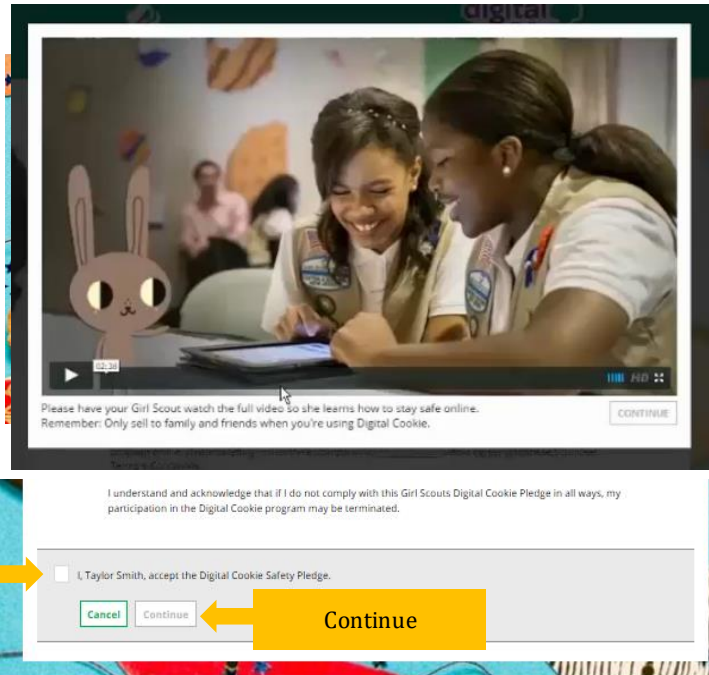 digital
02:38
HD
Please have your Girl Scout watch the full video so she learns how to stay safe online.
Remember: Only sell to family and friends when you're using Digital Cookie.
CONTINUE
I understand and acknowledge that if I do not comply with this Girl Scouts Digital Cookie Pledge in all ways, my
participation in the Digital Cookie program may be terminated.
I, Taylor Smith, accept the Digital Cookie Safety Pledge.
Cancel
Continue
Continue